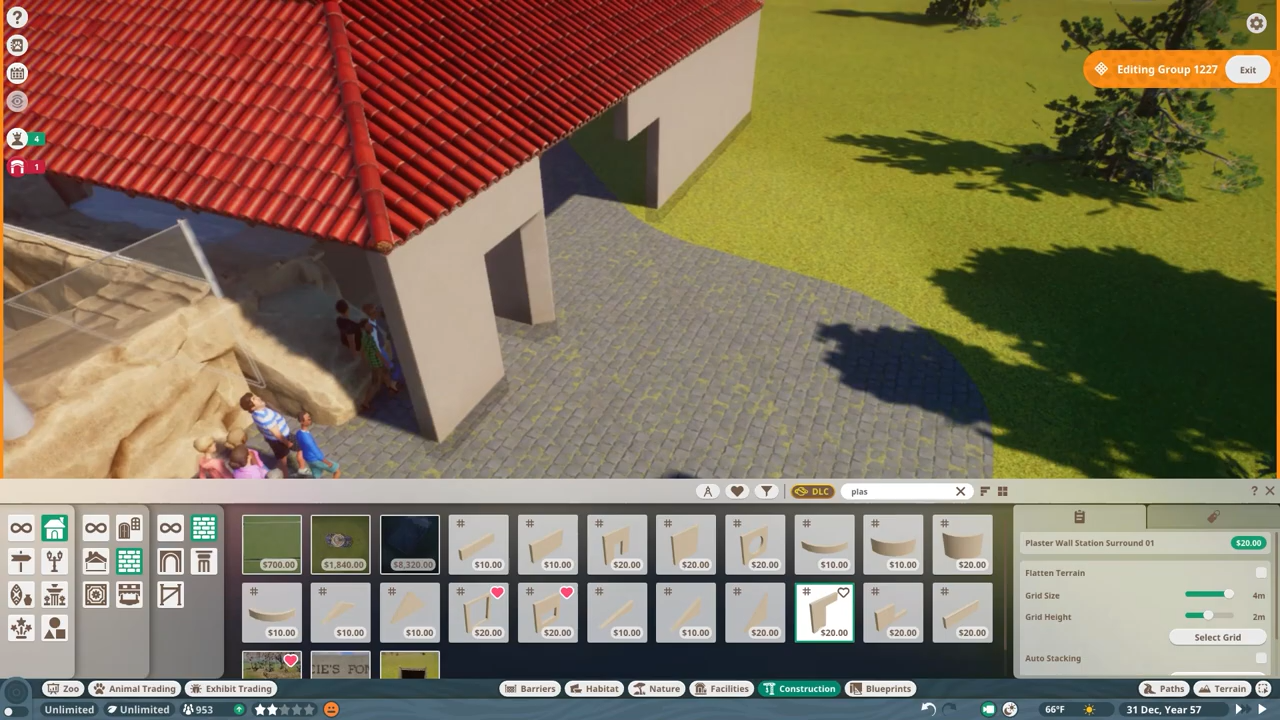 ?
Editing Group 1227 Exit
4
1
DLC plas
?
$700.00 $1,840.00 $8,320.00 $10.00 $10.00 $20.00 $20.00 $20.00 $10.00 $10.00 $20.00
$10.00 $10.00 $10.00 $20.00 $20.00 $10.00 $10.00 $20.00 $20.00 $20.00 $20.00
Plaster Wall Station Surround 01 $20.00
Flatten Terrain
Grid Size 4m
Grid Height 2m
Select Grid
Auto Stacking
Zoo Animal Trading Exhibit Trading Barriers Habitat Nature Facilities Construction Blueprints Paths Terrain
Unlimited Unlimited 953 66°F 31 Dec, Year 57